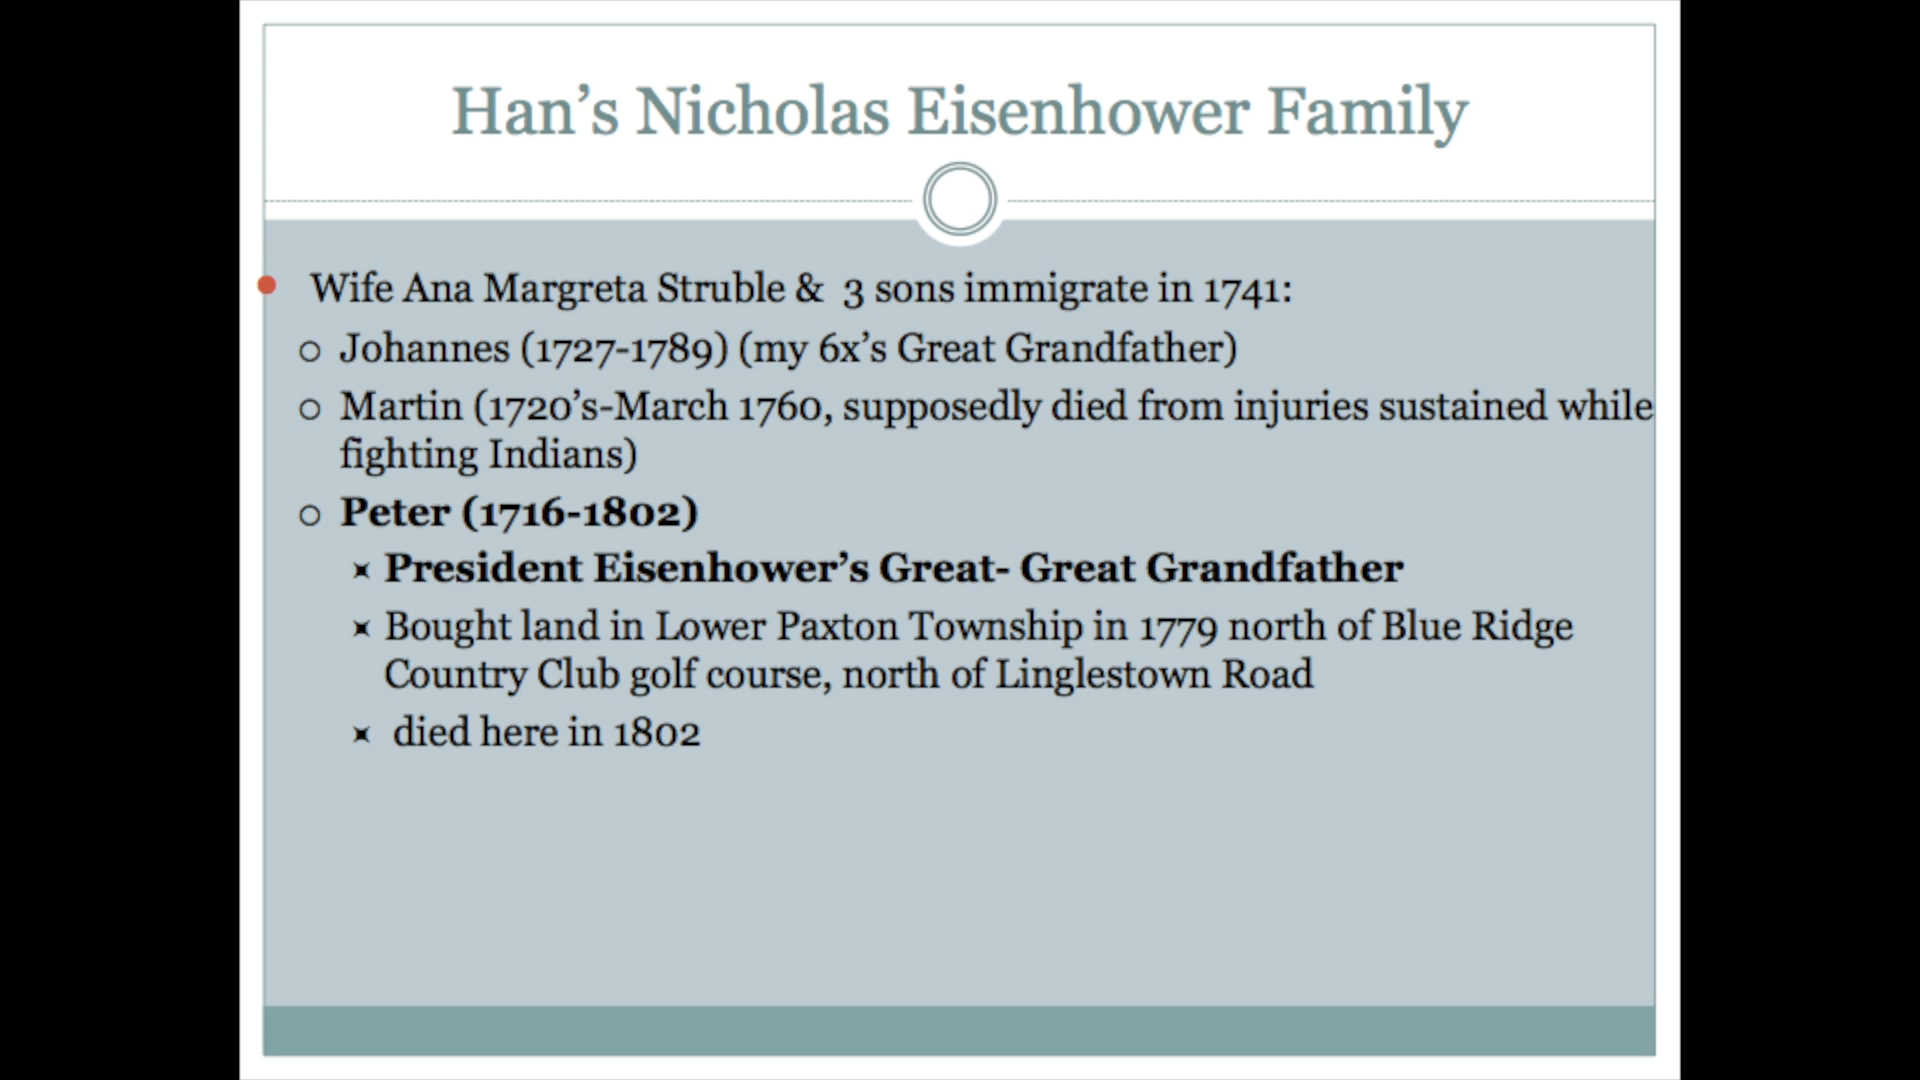 Han’s Nicholas Eisenhower Family
Wife Ana Margreta Struble &  3 sons immigrate in 1741:
Johannes (1727-1789) (my 6x’s Great Grandfather)
Martin (1720’s-March 1760, supposedly died from injuries sustained while
fighting Indians)
Peter (1716-1802)
President Eisenhower’s Great- Great Grandfather
Bought land in Lower Paxton Township in 1779 north of Blue Ridge
Country Club golf course, north of Linglestown Road
died here in 1802